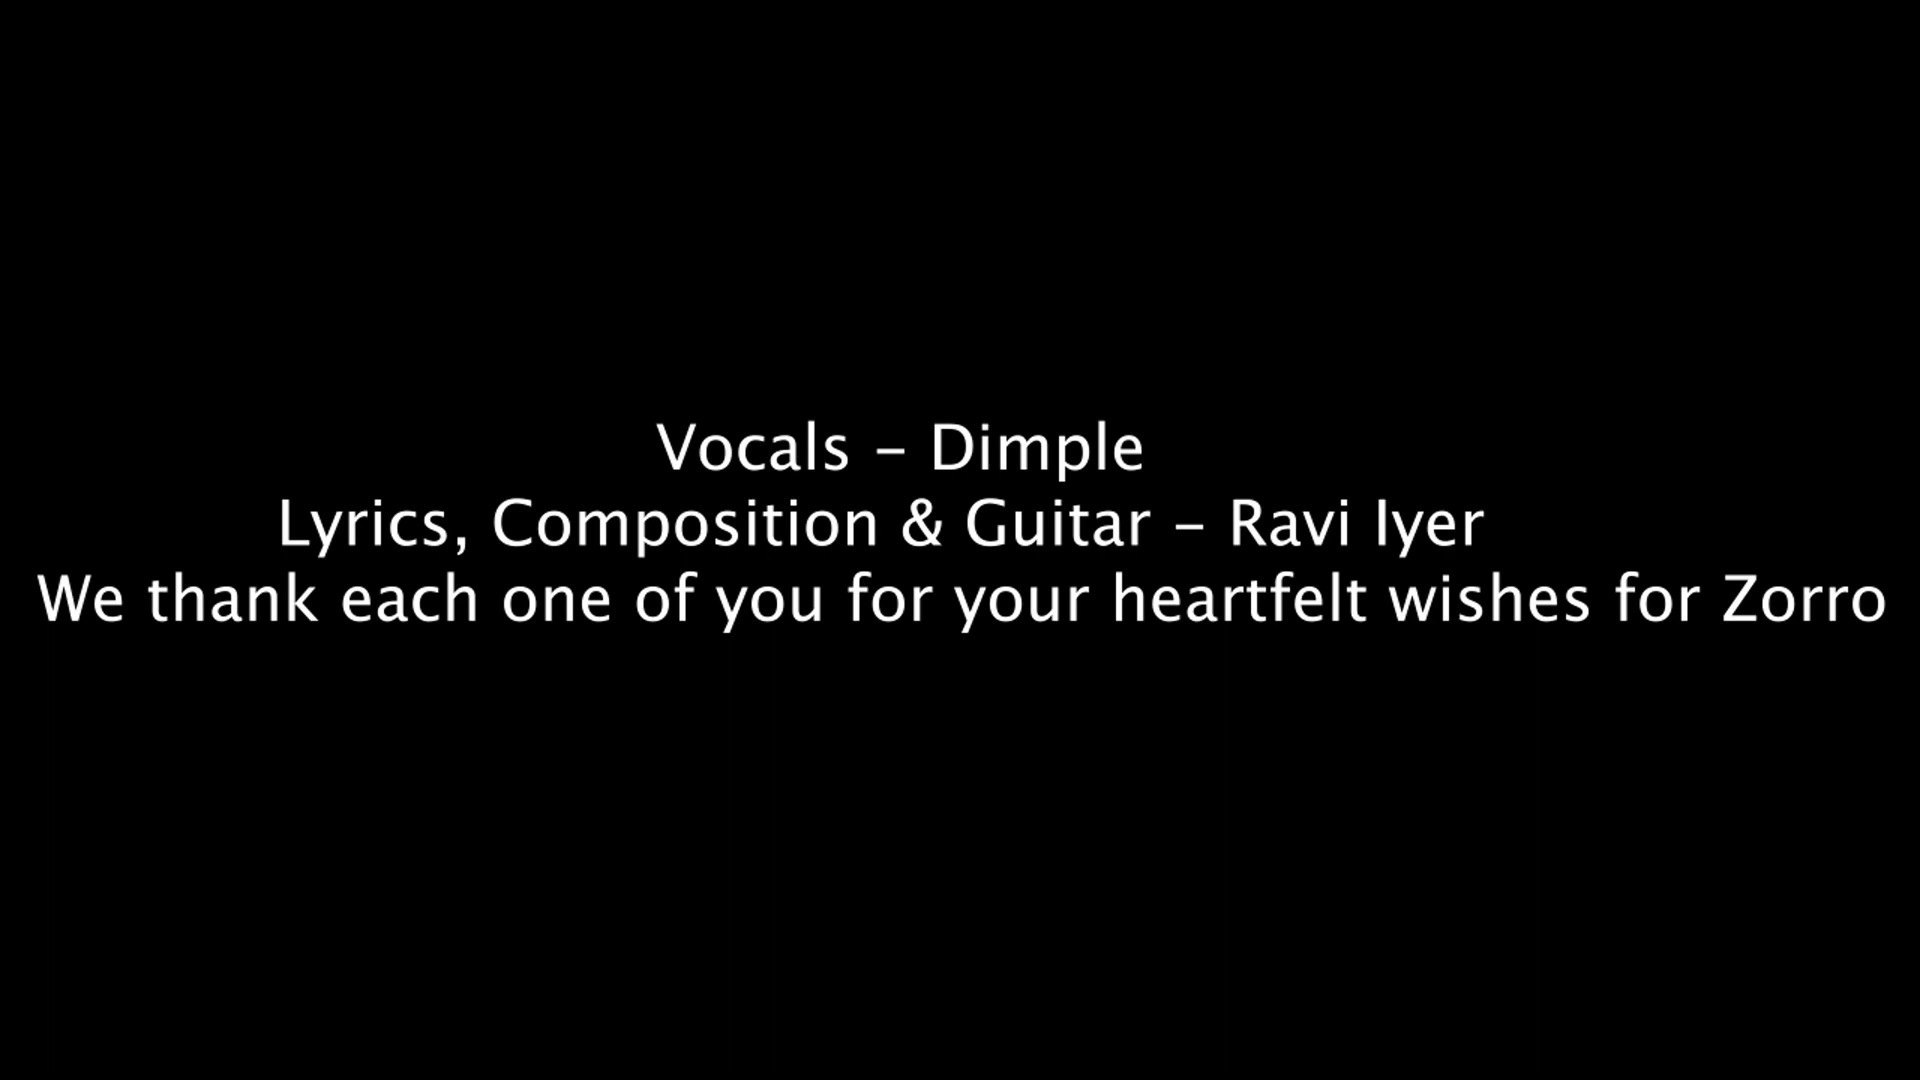 Vocals – Dimple
Lyrics, Composition & Guitar – Ravi Iyer
We thank each one of you for your heartfelt wishes for Zorro